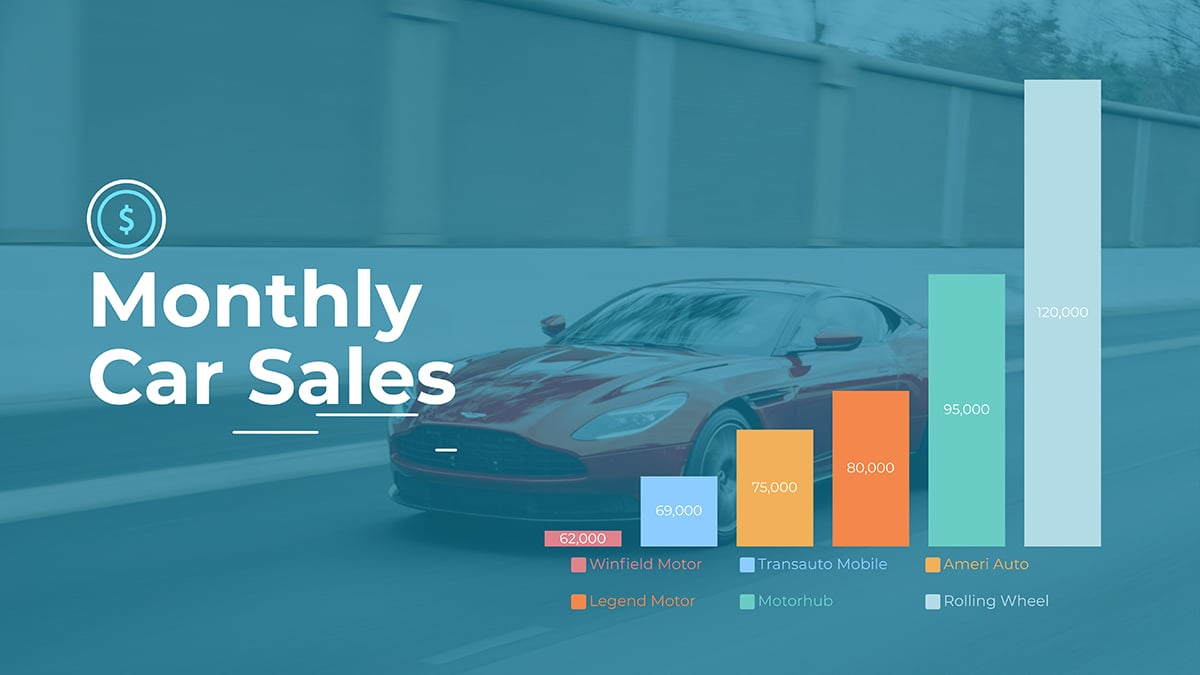 $
Monthly
Car Sales
120,000
95,000
80,000
75,000
69,000
62,000
Winfield Motor
Transauto Mobile
Ameri Auto
Legend Motor
Motorhub
Rolling Wheel